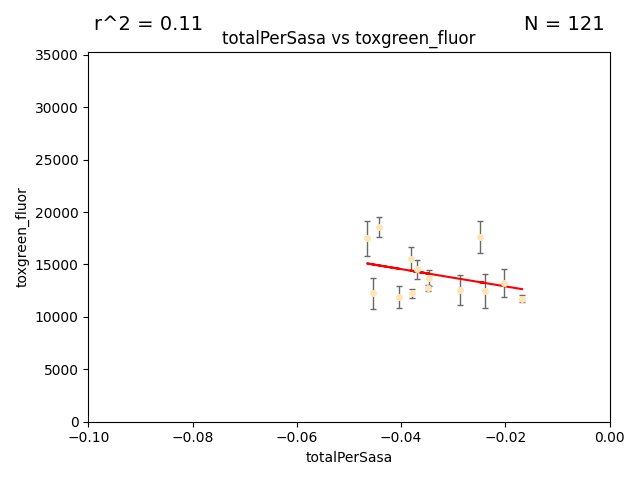 r^2 = 0.11
N = 121
totalPerSasa vs toxgreen_fluor
35000
30000
25000
20000
15000
10000
5000
0
toxgreen_fluor
−0.10
−0.08
−0.06
−0.04
−0.02
0.00
totalPerSasa